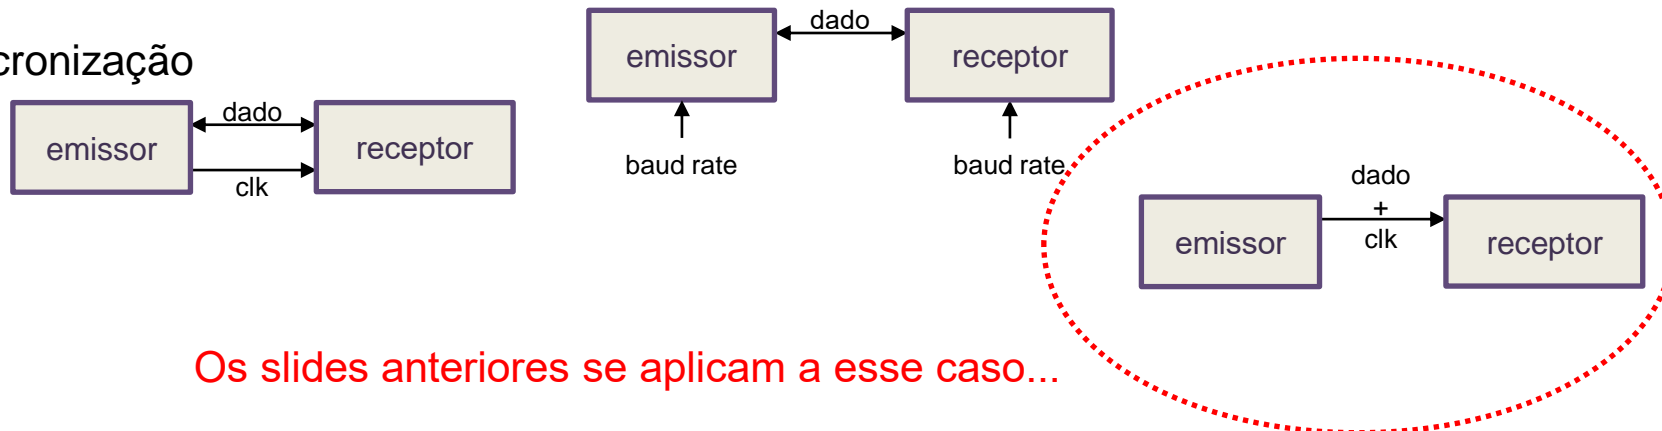 cronização
emissor
dado
clk
receptor
emissor
dado
receptor
baud rate
baud rate
emissor
dado
+
clk
receptor
Os slides anteriores se aplicam a esse caso...